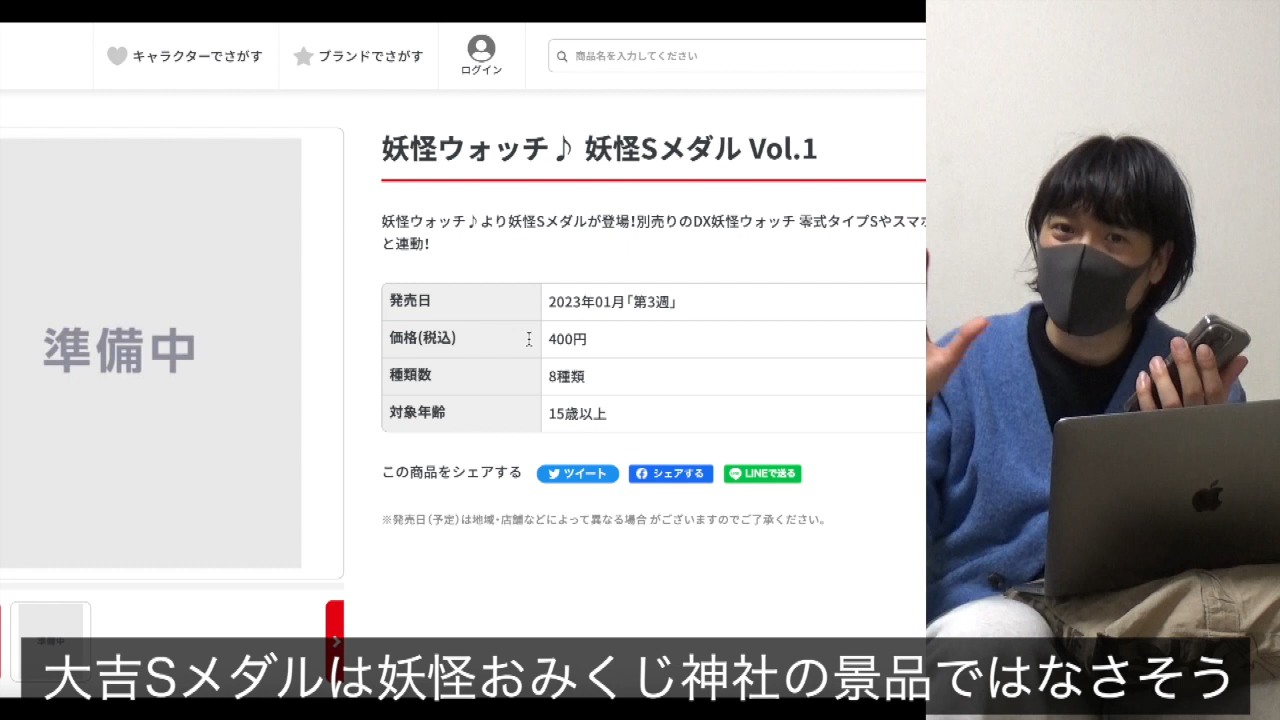 キャラクターでさがす
ブランドでさがす
ログイン
商品名を入力してください
準備中
妖怪ウォッチ♪ 妖怪Sメダル Vol.1
妖怪ウォッチ♪より妖怪Sメダルが登場!別売りのDX妖怪ウォッチ 零式タイプSやスマホ
と連動!
発売日 2023年01月「第3週」
価格(税込) 400円
種類数 8種類
対象年齢 15歳以上
この商品をシェアする ツイート シェアする LINEで送る
※発売日(予定)は地域・店舗などによって異なる場合 がございますのでご了承ください。
準備中
大吉Sメダルは妖怪おみくじ神社の景品ではなさそう